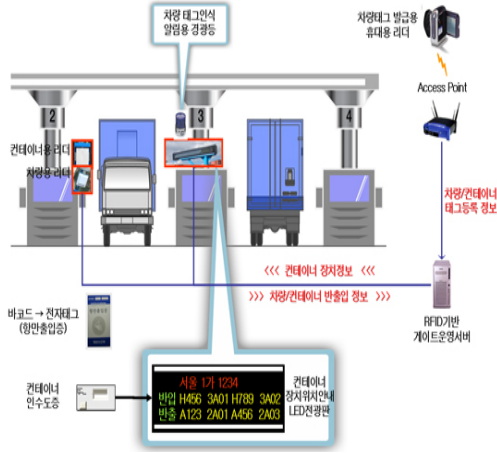 차량 태그인식
알림용 경광등
차량태그 발급용
휴대용 리더
Access Point
2
3
4
컨테이너용 리더
차량용 리더
차량/컨테이너
태그등록 정보
<<< 컨테이너 장치정보 <<<
>>> 차량/컨테이너 반출입 정보 >>>
RFID기반
게이트운영서버
바코드 → 전자태그
(항만출입증)
컨테이너
인수도증
서울 1가 1234
반입 H456 3A01 H789 3A02
반출 A123 2A01 A456 2A03
컨테이너
장치위치안내
LED전광판